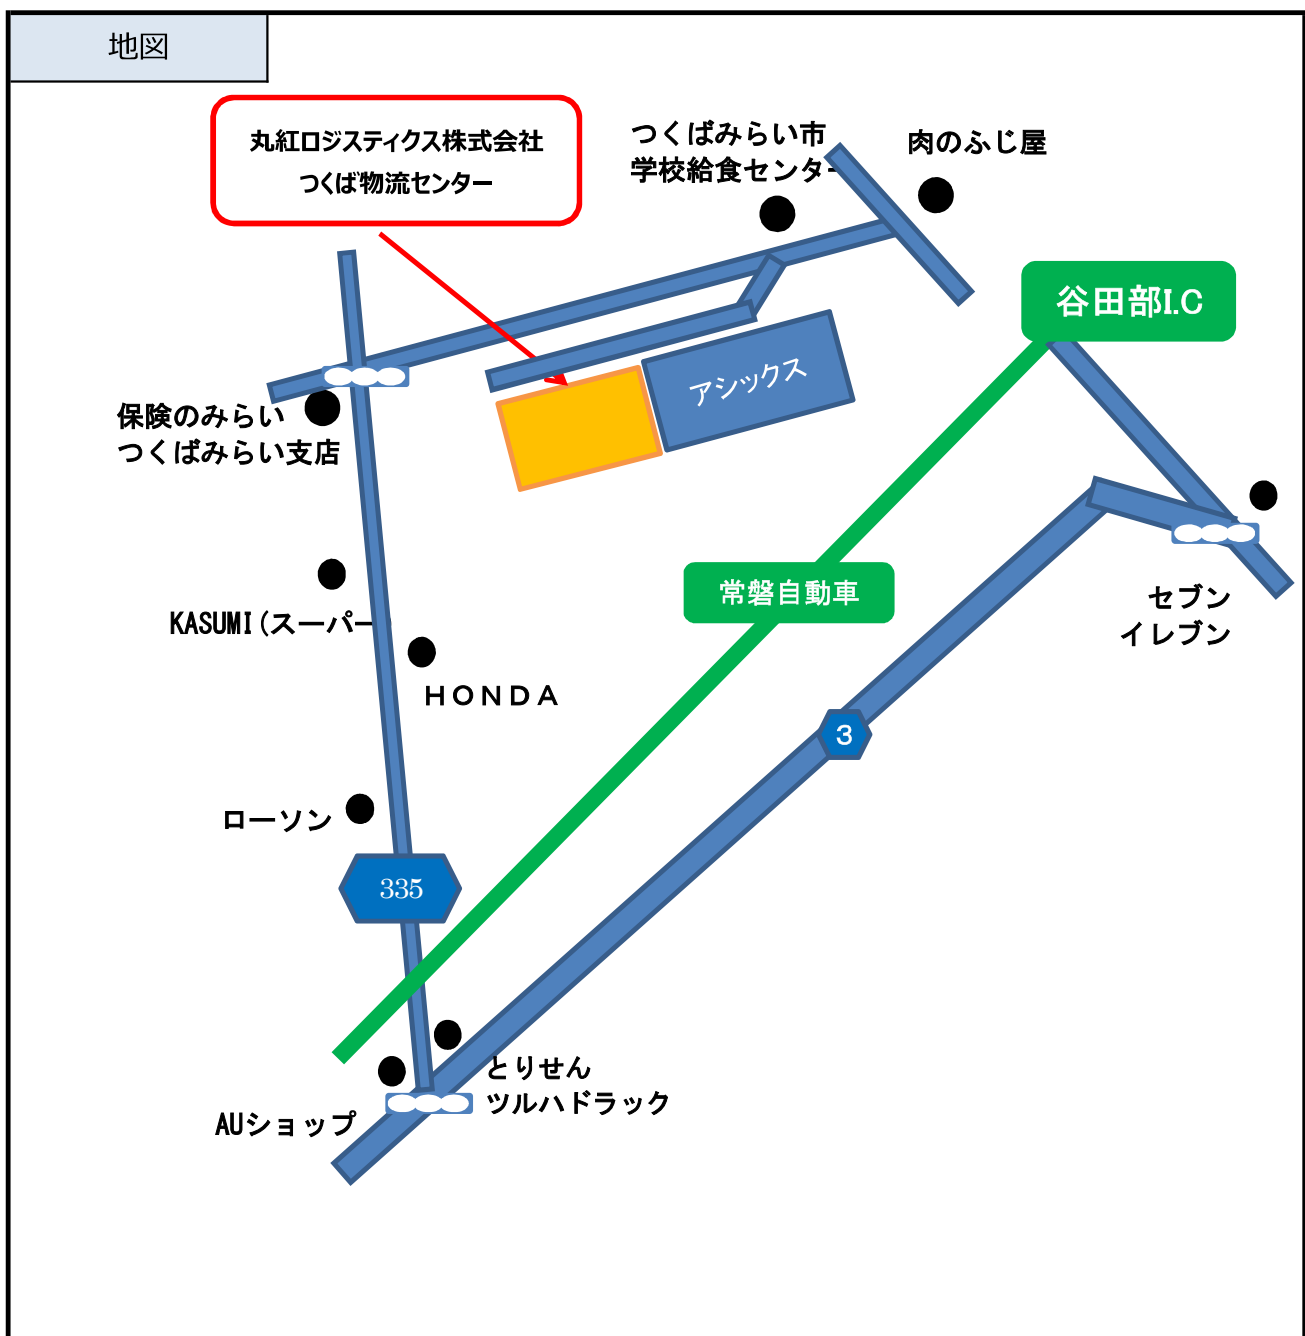 地図
丸紅ロジスティクス株式会社
つくば物流センター
つくばみらい市
学校給食センター
肉のふじ屋
谷田部I.C
アシックス
保険のみらい
つくばみらい支店
常磐自動車
セブン
イレブン
KASUMI(スーパー
HONDA
3
ローソン
335
とりせん
ツルハドラック
AUショップ